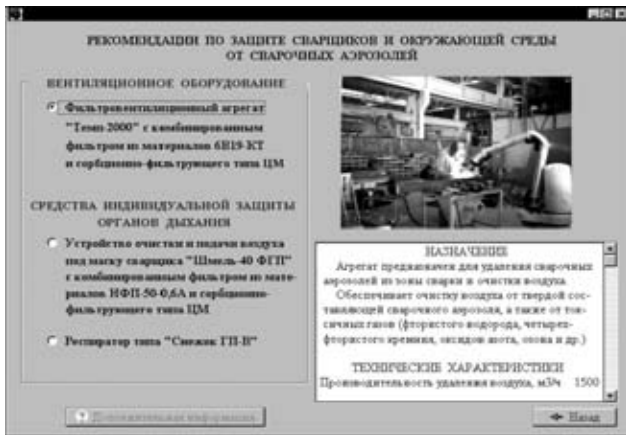 РЕКОМЕНДАЦИИ ПО ЗАЩИТЕ СВАРЩИКОВ И ОКРУЖАЮЩЕЙ СРЕДЫ
ОТ СВАРОЧНЫХ АЭРОЗОЛЕЙ
ВЕНТИЛЯЦИОННОЕ ОБОРУДОВАНИЕ
Фильтровентиляционный агрегат
"Темп-2000" с комбинированным
фильтром из материалов 6В19-КТ
и сорбционно-фильтрующего типа ЦМ
СРЕДСТВА ИНДИВИДУАЛЬНОЙ ЗАЩИТЫ
ОРГАНОВ ДЫХАНИЯ
Устройство очистки и подачи воздуха
под маску сварщика "Шмель-40 ФГП"
с комбинированным фильтром из мате-
риалов НФП-50-0,6А и сорбционно-
фильтрующего типа ЦМ
Респиратор типа "Снежок ГП-В"
НАЗНАЧЕНИЕ
Агрегат предназначен для удаления сварочных
аэрозолей из зоны сварки и очистки воздуха.
Обеспечивает очистку воздуха от твердой сос-
тавляющей сварочного аэрозоля, а также от ток-
сичных газов (фтористого водорода, четырех-
фтористого кремния, оксидов азота, озона и др.)
ТЕХНИЧЕСКИЕ ХАРАКТЕРИСТИКИ
Производительность удаления воздуха, м3/ч 1500
Дополнительная информация
Назад